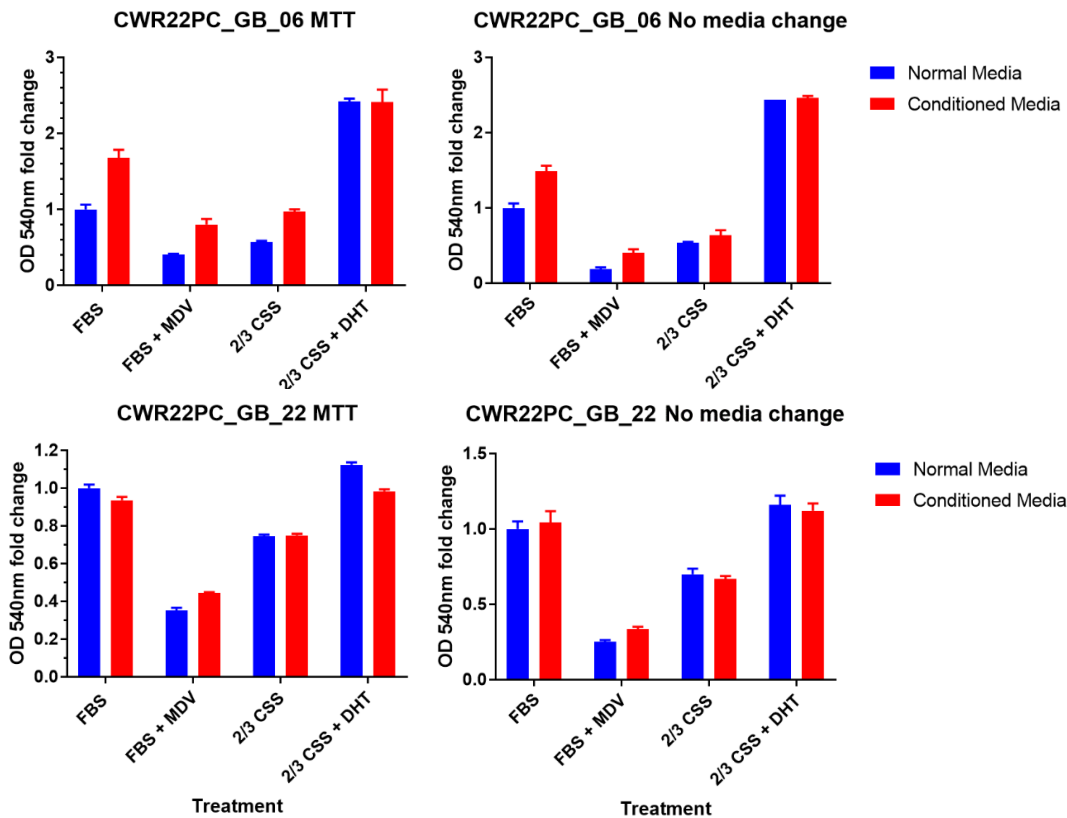 CWR22PC_GB_06 MTT
OD 540nm fold change
3
2
1
0
FBS
FBS + MDV
2/3 CSS
2/3 CSS + DHT
CWR22PC_GB_06 No media change
OD 540nm fold change
3
2
1
0
FBS
FBS + MDV
2/3 CSS
2/3 CSS + DHT
Normal Media
Conditioned Media
CWR22PC_GB_22 MTT
OD 540nm fold change
1.2
1.0
0.8
0.6
0.4
0.2
0.0
FBS
FBS + MDV
2/3 CSS
2/3 CSS + DHT
Treatment
CWR22PC_GB_22 No media change
OD 540nm fold change
1.5
1.0
0.5
0.0
FBS
FBS + MDV
2/3 CSS
2/3 CSS + DHT
Treatment
Normal Media
Conditioned Media